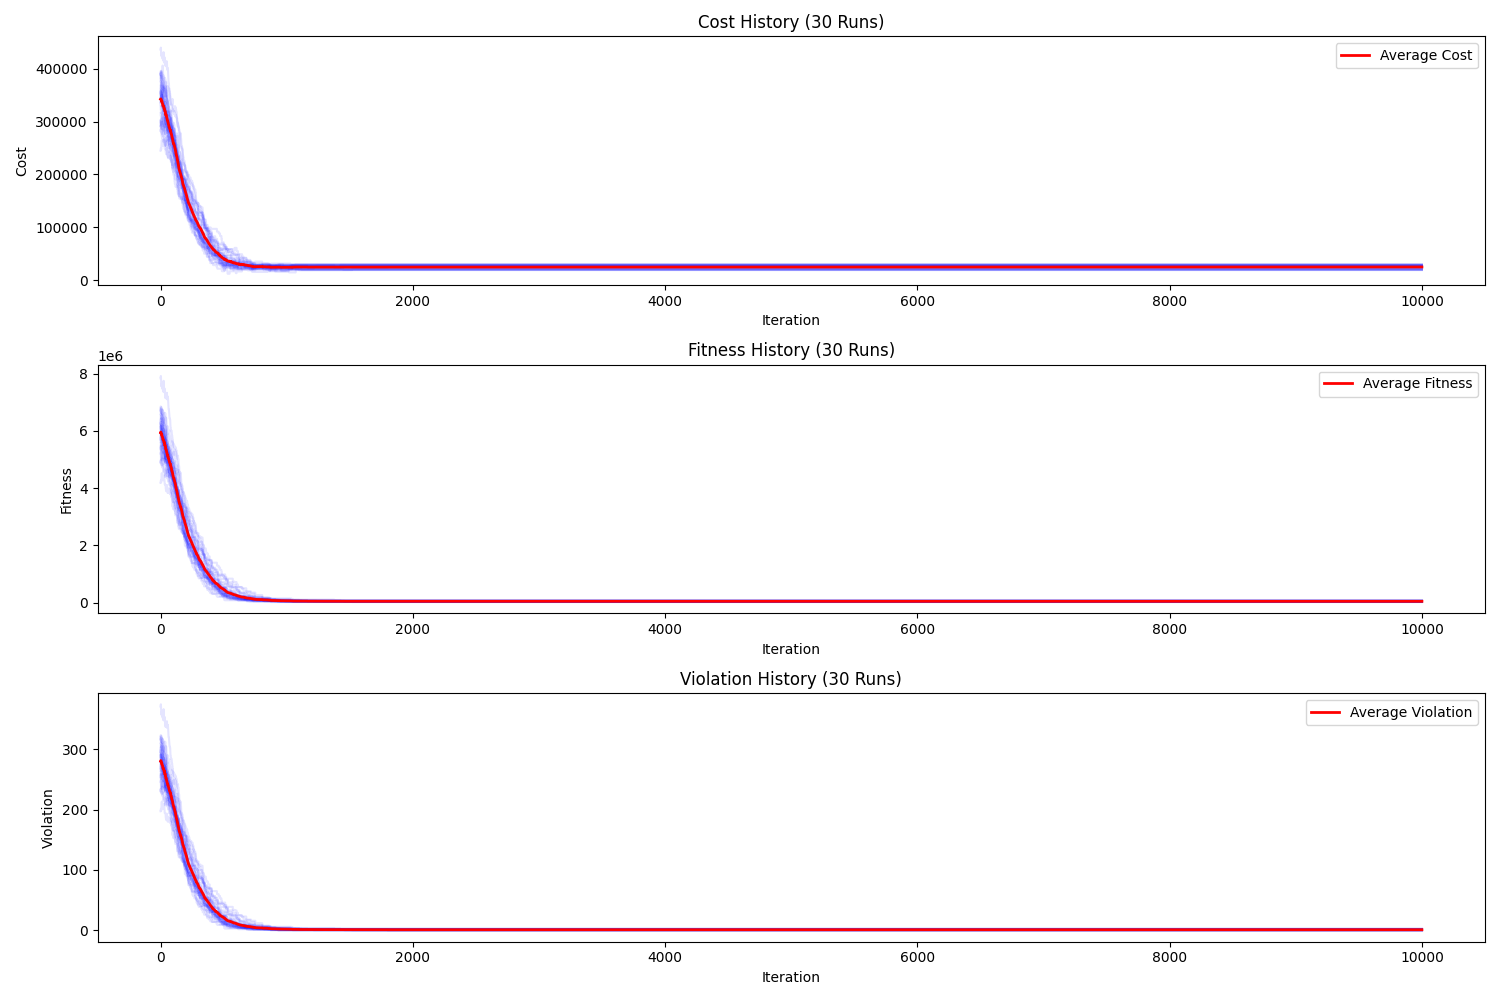 Cost History (30 Runs)
400000
300000
200000
100000
0
Cost
Average Cost
0 2000 4000 6000 8000 10000
Iteration
Fitness History (30 Runs)
1e6
8
6
4
2
0
Fitness
Average Fitness
0 2000 4000 6000 8000 10000
Iteration
Violation History (30 Runs)
300
200
100
0
Violation
Average Violation
0 2000 4000 6000 8000 10000
Iteration